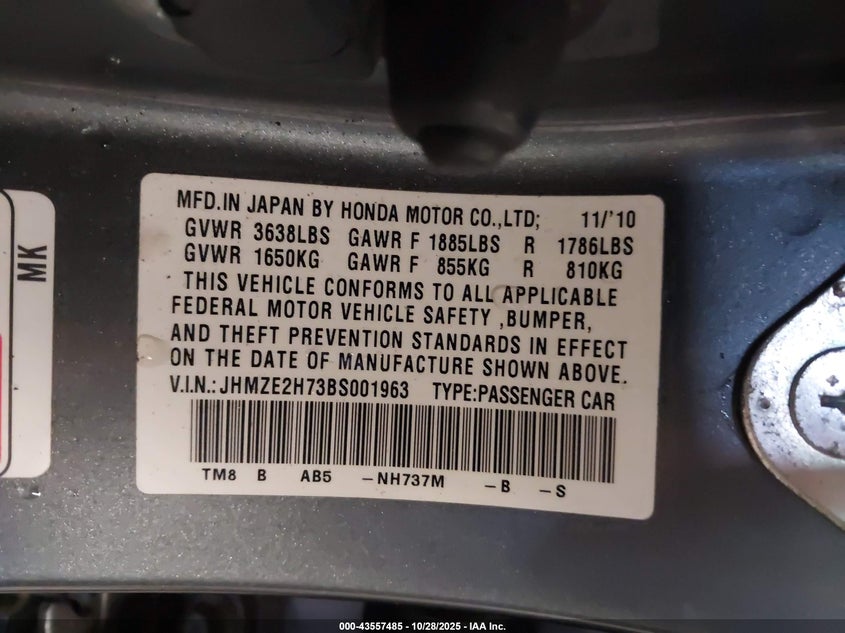 MK
MFD.IN JAPAN BY HONDA MOTOR CO.,LTD; 11/'10
GVWR 3638LBS GAWR F 1885LBS R 1786LBS
GVWR 1650KG GAWR F 855KG R 810KG
THIS VEHICLE CONFORMS TO ALL APPLICABLE
FEDERAL MOTOR VEHICLE SAFETY ,BUMPER,
AND THEFT PREVENTION STANDARDS IN EFFECT
ON THE DATE OF MANUFACTURE SHOWN ABOVE.
V.I.N.: JHMZE2H73BS001963 TYPE:PASSENGER CAR
TM8 B AB5 -NH737M -B -S
000-43557485 - 10/28/2025 - IAA Inc.